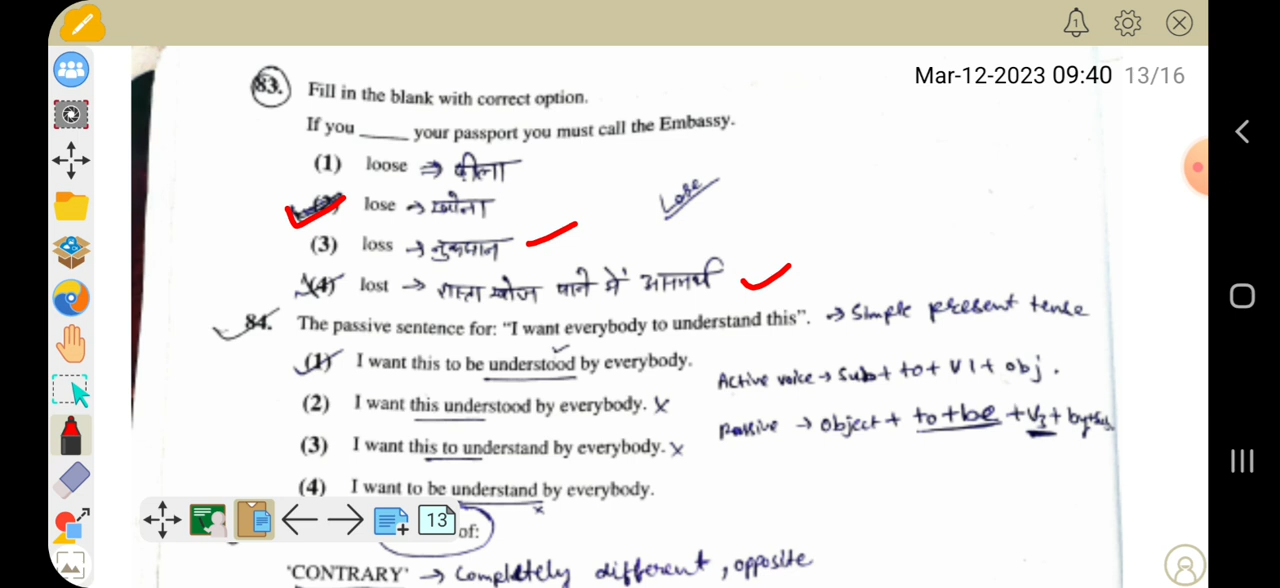 1
Mar-12-2023 09:40 13/16
83. Fill in the blank with correct option.
If you _____ your passport you must call the Embassy.
(1) loose ⇒ ढीला
lose → खोना
Lose
(3) loss → नुकसान
(4) lost → रास्ता खोज पाने में असमर्थ
84. The passive sentence for: "I want everybody to understand this". → Simple present tense
(1) I want this to be understood by everybody.
Active voice → Sub + to + V1 + obj.
(2) I want this understood by everybody. x
Passive → object + to + be + V3 + by + sub.
(3) I want this to understand by everybody. x
(4) I want to be understand by everybody.
x
13
of:
'CONTRARY' → Completely different, opposite